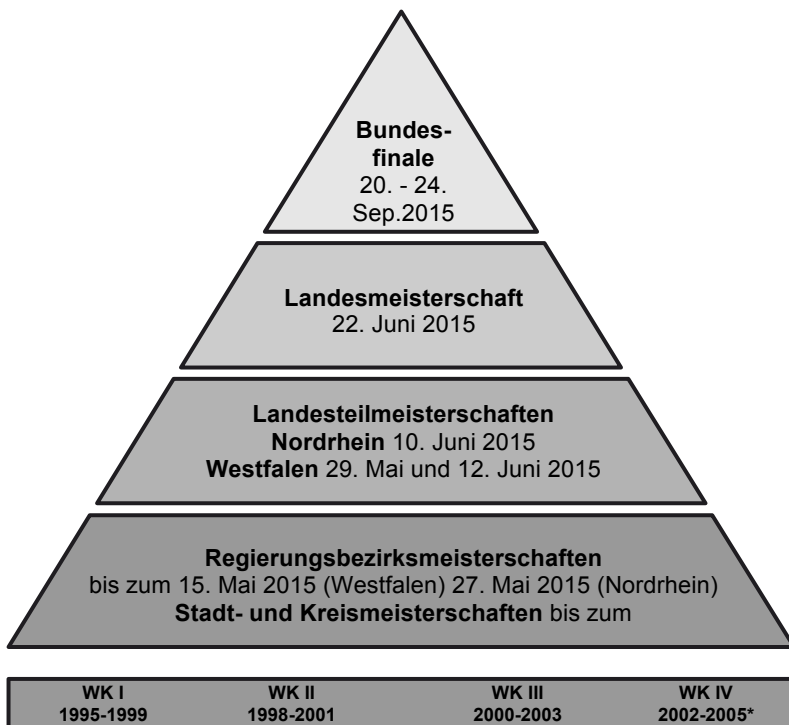 Bundes-
finale
20. - 24.
Sep.2015
Landesmeisterschaft
22. Juni 2015
Landesteilmeisterschaften
Nordrhein 10. Juni 2015
Westfalen 29. Mai und 12. Juni 2015
Regierungsbezirksmeisterschaften
bis zum 15. Mai 2015 (Westfalen) 27. Mai 2015 (Nordrhein)
Stadt- und Kreismeisterschaften bis zum
WK I WK II WK III WK IV
1995-1999 1998-2001 2000-2003 2002-2005*